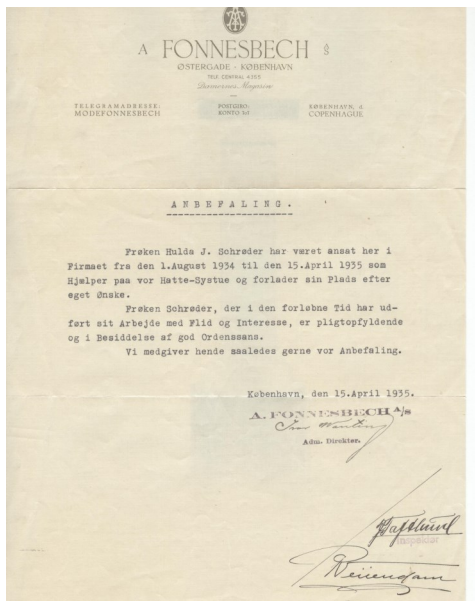 A FONNESBECH A/S
ØSTERGADE - KØBENHAVN
TELE CENTRAL 4355
TELEGRAMADRESSE:
MODEFONNESBECH
POSTGIRO:
KONTO
KØBENHAVN, d.
COPENHAGUE
ANBEFALING.
Frøken Hulda J. Schrøder har været ansat her i
Firmaet fra den 1.August 1934 til den 15.April 1935 som
Hjælper paa vor Hatte-Systue og forlader sin Plads efter
eget Ønske.
Frøken Schrøder, der i den forløbne Tid har ud-
ført sit Arbejde med Flid og Interesse, er pligtopfyldende
og i Besiddelse af god Ordenssans.
Vi medgiver hende saaledes gerne vor Anbefaling.
København, den 15.April 1935.
A. FONNESBECH A/S
Adm. Direktør.
Inspektør